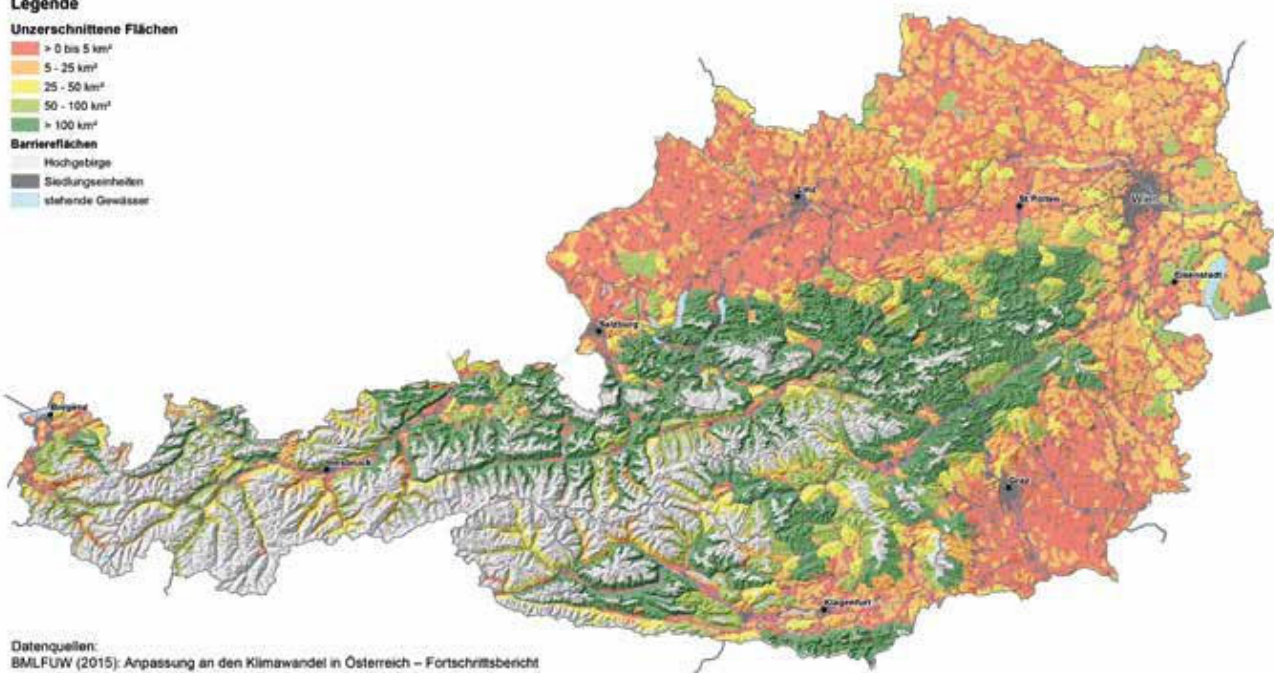 Legende
Unzerschnittene Flächen
> 0 bis 5 km²
5 - 25 km²
25 - 50 km²
50 - 100 km²
> 100 km²
Barriereflächen
Hochgebirge
Siedlungseinheiten
stehende Gewässer
Linz
St Pölten
Wien
Eisenstadt
Salzburg
Bregenz
Innsbruck
Graz
Klagenfurt
Datenquellen:
BMLFUW (2015): Anpassung an den Klimawandel in Österreich – Fortschrittsbericht